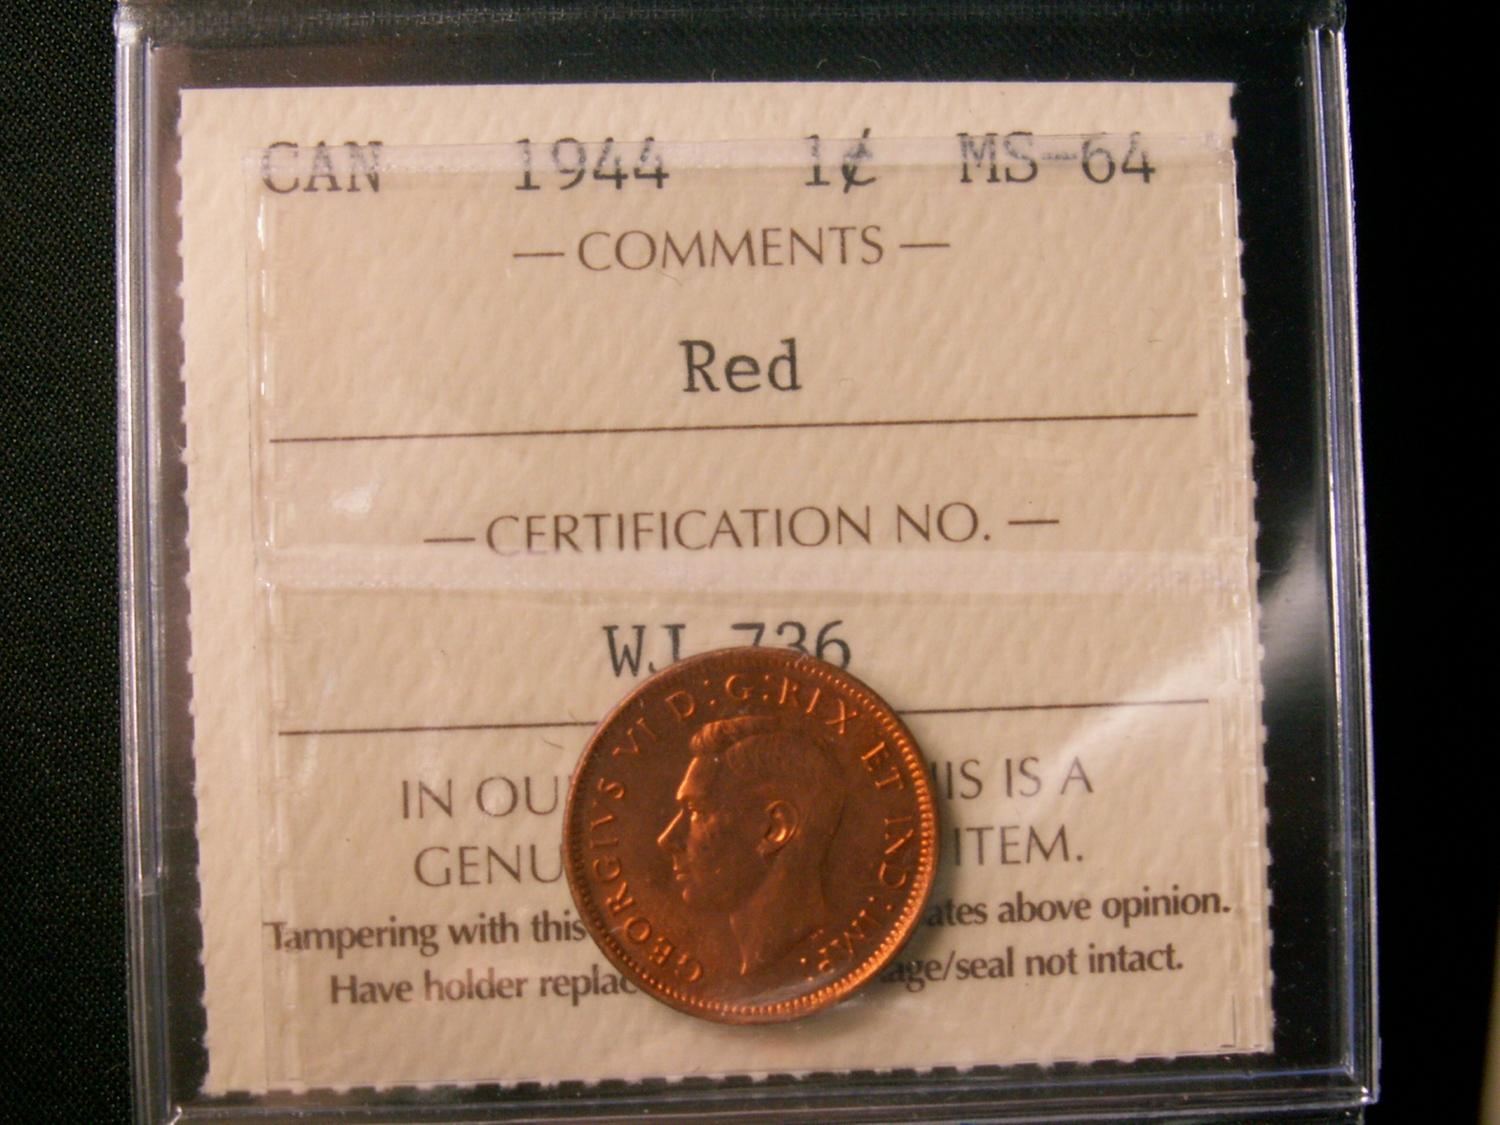 CAN 1944 1¢ MS-64
— COMMENTS —
Red
— CERTIFICATION NO. —
736
GEORGIVS VI D:G:REX ET IND:IMP:
IN OU IS IS A
GENU ITEM.
Tampering with this ates above opinion.
Have holder replac age/seal not intact.